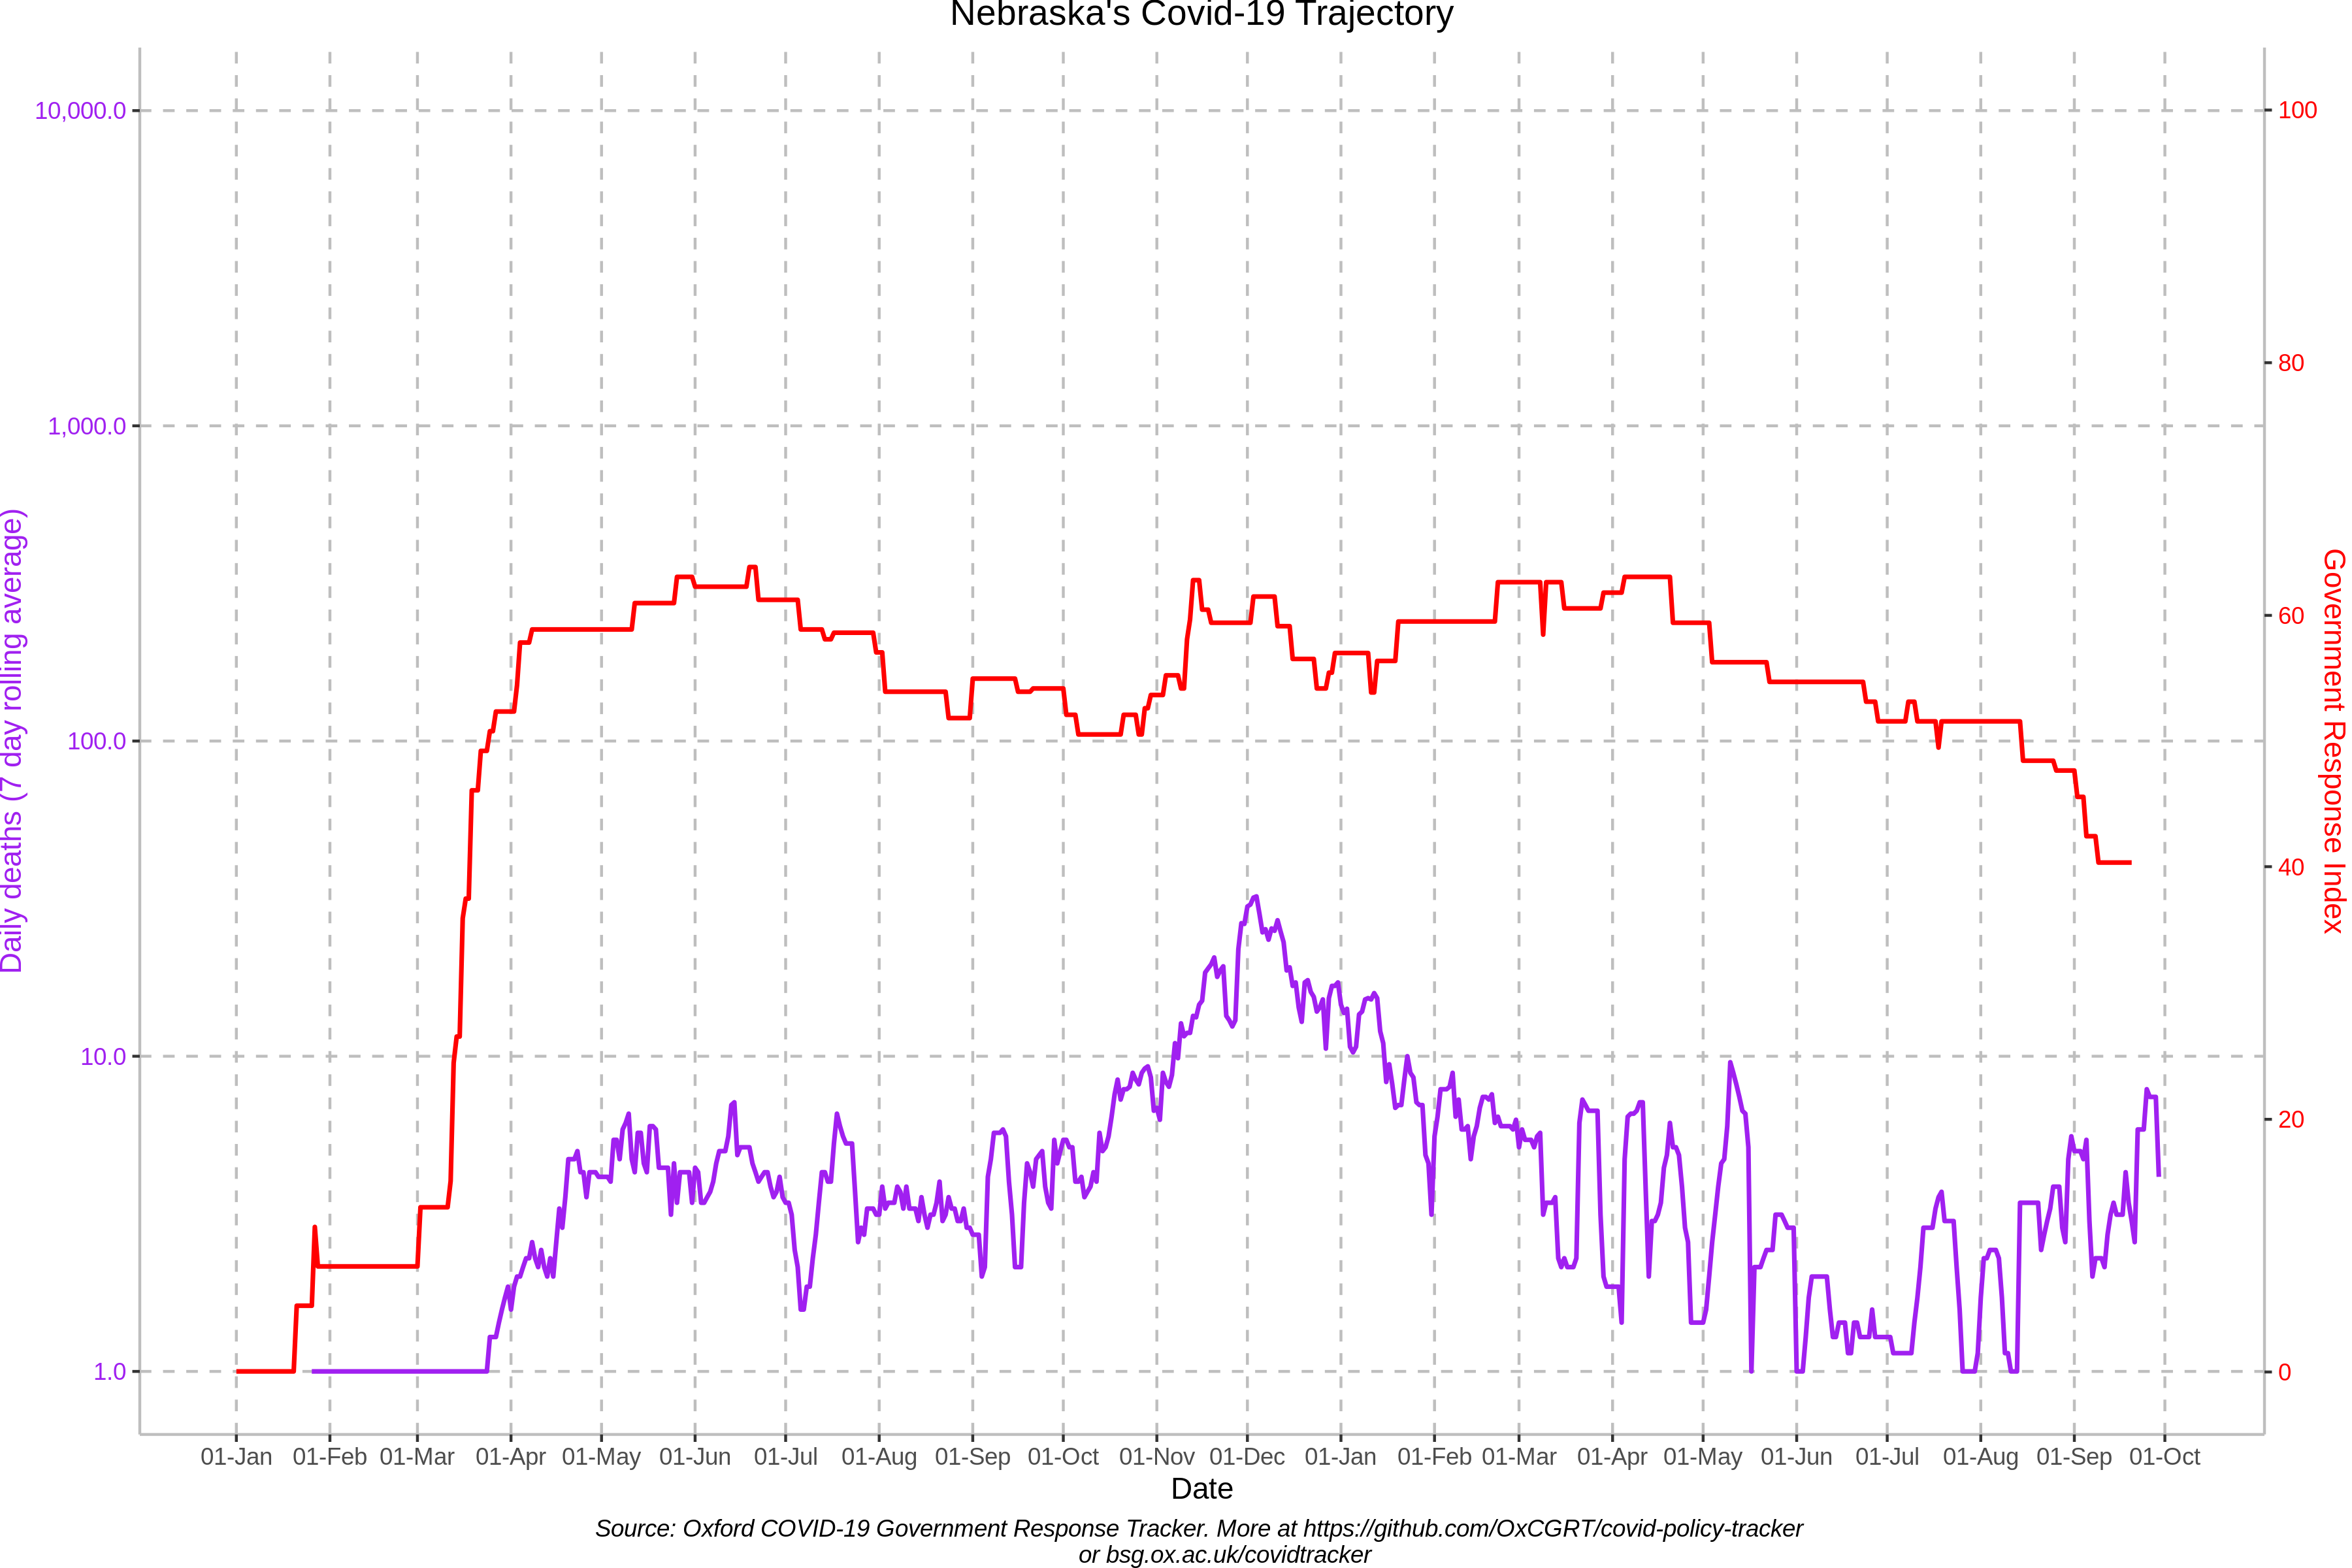 Nebraska's Covid-19 Trajectory
10,000.0
1,000.0
100.0
10.0
1.0
Daily deaths (7 day rolling average)
100
80
60
40
20
0
Government Response Index
01-Jan 01-Feb 01-Mar 01-Apr 01-May 01-Jun 01-Jul 01-Aug 01-Sep 01-Oct 01-Nov 01-Dec 01-Jan 01-Feb 01-Mar 01-Apr 01-May 01-Jun 01-Jul 01-Aug 01-Sep 01-Oct
Date
Source: Oxford COVID-19 Government Response Tracker. More at https://github.com/OxCGRT/covid-policy-tracker
or bsg.ox.ac.uk/covidtracker